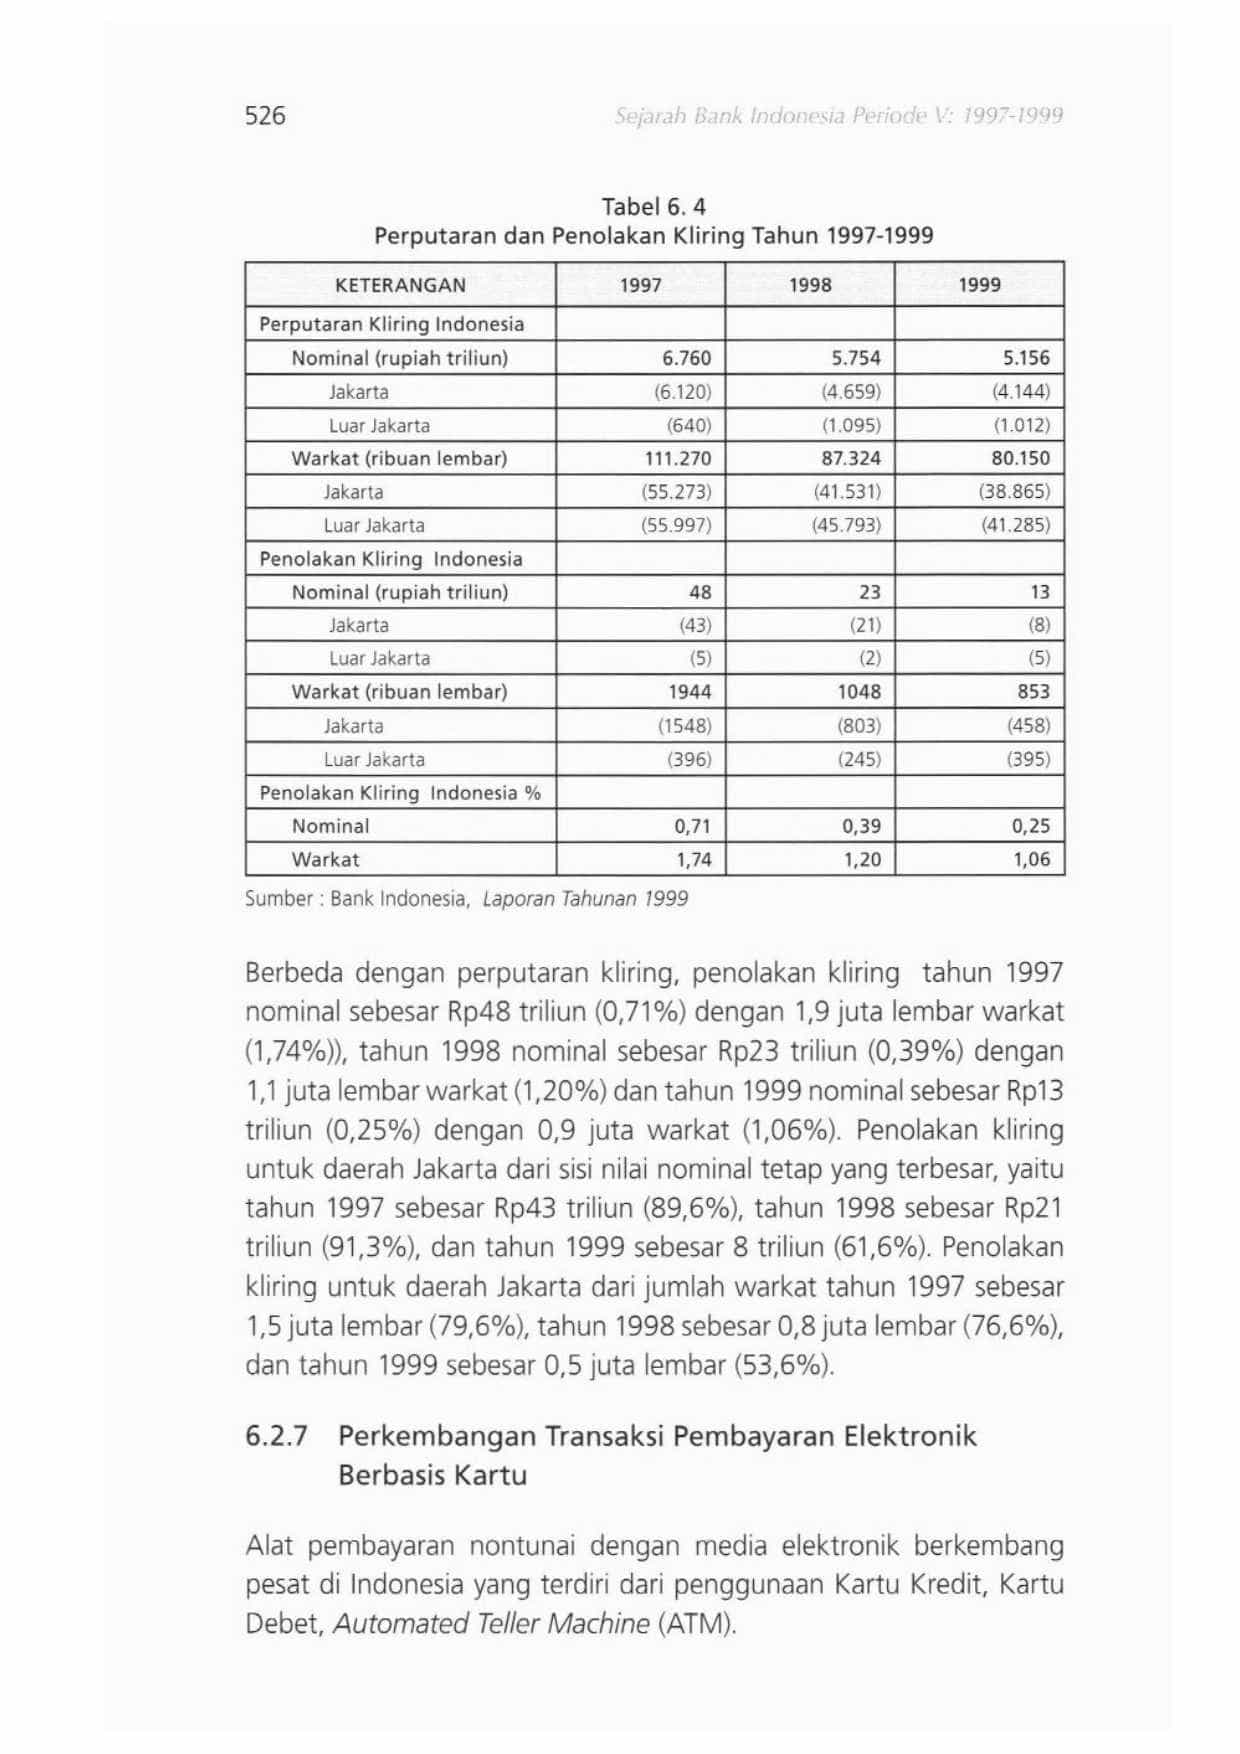 526 Sejarah Bank Indonesia Periode V: 1997-1999
Tabel 6. 4
Perputaran dan Penolakan Kliring Tahun 1997-1999
KETERANGAN 1997 1998 1999
Perputaran Kliring Indonesia
Nominal (rupiah triliun) 6.760 5.754 5.156
Jakarta (6.120) (4.659) (4.144)
Luar Jakarta (640) (1.095) (1.012)
Warkat (ribuan lembar) 111.270 87.324 80.150
Jakarta (55.273) (41.531) (38.865)
Luar Jakarta (55.997) (45.793) (41.285)
Penolakan Kliring Indonesia
Nominal (rupiah triliun) 48 23 13
Jakarta (43) (21) (8)
Luar Jakarta (5) (2) (5)
Warkat (ribuan lembar) 1944 1048 853
Jakarta (1548) (803) (458)
Luar Jakarta (396) (245) (395)
Penolakan Kliring Indonesia %
Nominal 0,71 0,39 0,25
Warkat 1,74 1,20 1,06
Sumber : Bank Indonesia, Laporan Tahunan 1999
Berbeda dengan perputaran kliring, penolakan kliring tahun 1997
nominal sebesar Rp48 triliun (0,71%) dengan 1,9 juta lembar warkat
(1,74%)), tahun 1998 nominal sebesar Rp23 triliun (0,39%) dengan
1,1 juta lembar warkat (1,20%) dan tahun 1999 nominal sebesar Rp13
triliun (0,25%) dengan 0,9 juta warkat (1,06%). Penolakan kliring
untuk daerah Jakarta dari sisi nilai nominal tetap yang terbesar, yaitu
tahun 1997 sebesar Rp43 triliun (89,6%), tahun 1998 sebesar Rp21
triliun (91,3%), dan tahun 1999 sebesar 8 triliun (61,6%). Penolakan
kliring untuk daerah Jakarta dari jumlah warkat tahun 1997 sebesar
1,5 juta lembar (79,6%), tahun 1998 sebesar 0,8 juta lembar (76,6%),
dan tahun 1999 sebesar 0,5 juta lembar (53,6%).
6.2.7 Perkembangan Transaksi Pembayaran Elektronik
Berbasis Kartu
Alat pembayaran nontunai dengan media elektronik berkembang
pesat di Indonesia yang terdiri dari penggunaan Kartu Kredit, Kartu
Debet, Automated Teller Machine (ATM).